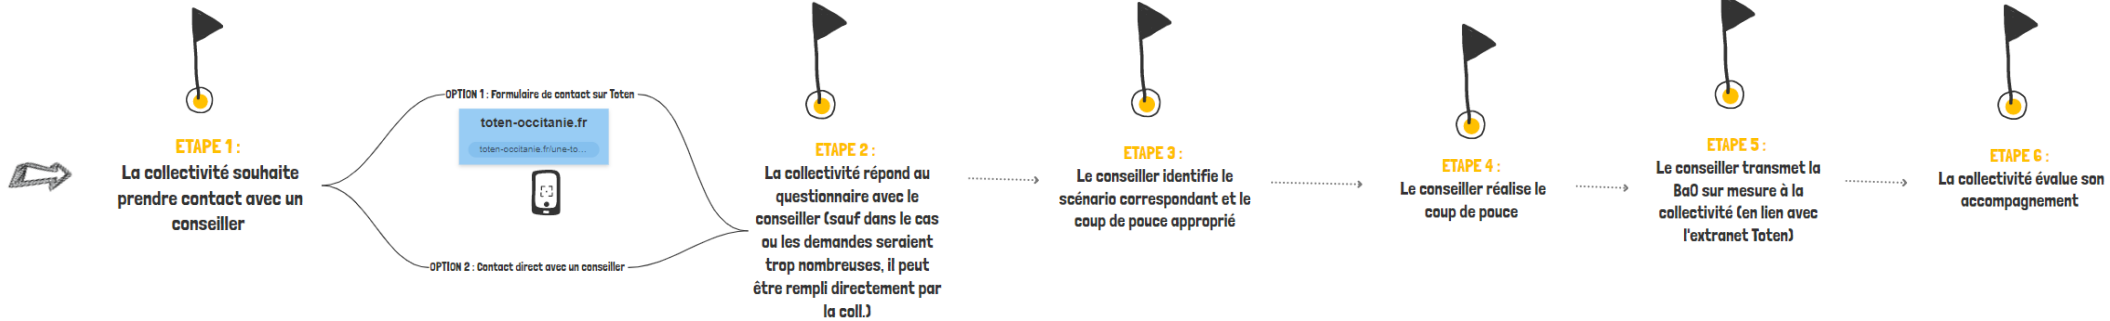 ETAPE 1 :
La collectivité souhaite
prendre contact avec un
conseiller
OPTION 1 : Formulaire de contact sur Toten
toten-occitanie.fr
toten-occitanie.fr/une-to...
OPTION 2 : Contact direct avec un conseiller
ETAPE 2 :
La collectivité répond au
questionnaire avec le
conseiller (sauf dans le cas
ou les demandes seraient
trop nombreuses, il peut
être rempli directement par
la coll.)
ETAPE 3 :
Le conseiller identifie le
scénario correspondant et le
coup de pouce approprié
ETAPE 4 :
Le conseiller réalise le
coup de pouce
ETAPE 5 :
Le conseiller transmet la
BaO sur mesure à la
collectivité (en lien avec
l'extranet Toten)
ETAPE 6 :
La collectivité évalue son
accompagnement